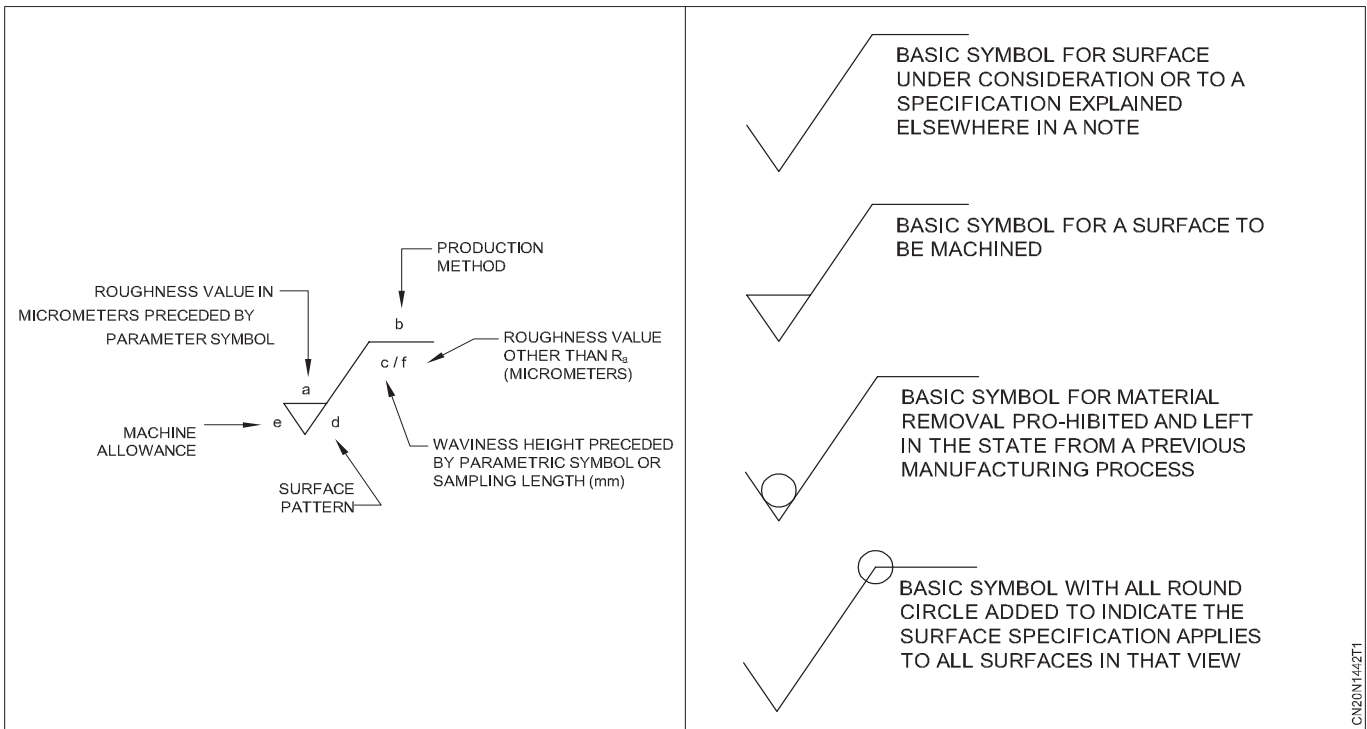 PRODUCTION
METHOD
ROUGHNESS VALUE IN
MICROMETERS PRECEDED BY
PARAMETER SYMBOL
b
ROUGHNESS VALUE
OTHER THAN Ra
(MICROMETERS)
c / f
a
e
d
MACHINE
ALLOWANCE
WAVINESS HEIGHT PRECEDED
BY PARAMETRIC SYMBOL OR
SAMPLING LENGTH (mm)
SURFACE
PATTERN
BASIC SYMBOL FOR SURFACE
UNDER CONSIDERATION OR TO A
SPECIFICATION EXPLAINED
ELSEWHERE IN A NOTE
BASIC SYMBOL FOR A SURFACE TO
BE MACHINED
BASIC SYMBOL FOR MATERIAL
REMOVAL PRO-HIBITED AND LEFT
IN THE STATE FROM A PREVIOUS
MANUFACTURING PROCESS
BASIC SYMBOL WITH ALL ROUND
CIRCLE ADDED TO INDICATE THE
SURFACE SPECIFICATION APPLIES
TO ALL SURFACES IN THAT VIEW
CN20N1442T1